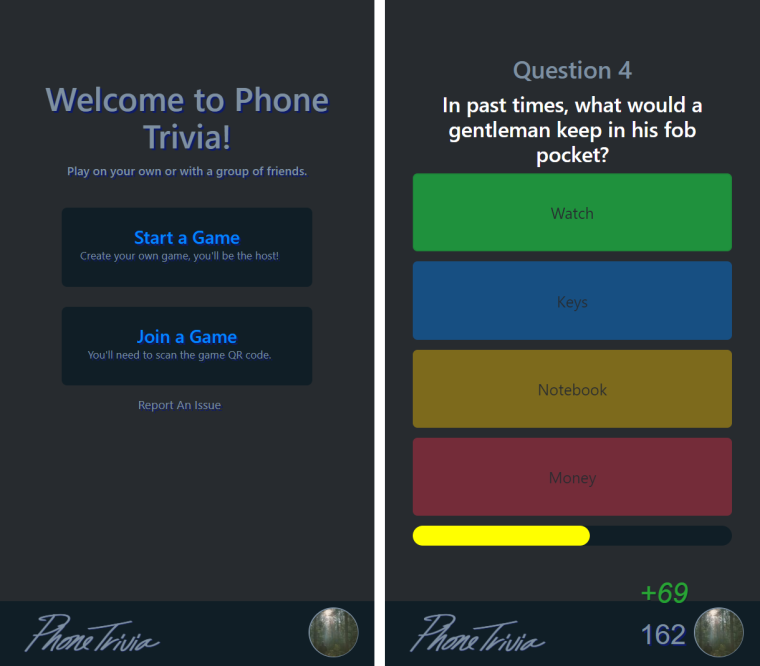 Welcome to Phone
Trivia!
Play on your own or with a group of friends.
Start a Game
Create your own game, you'll be the host!
Join a Game
You'll need to scan the game QR code.
Report An Issue
Phone Trivia
Question 4
In past times, what would a
gentleman keep in his fob
pocket?
Watch
Keys
Notebook
Money
+69
Phone Trivia
162